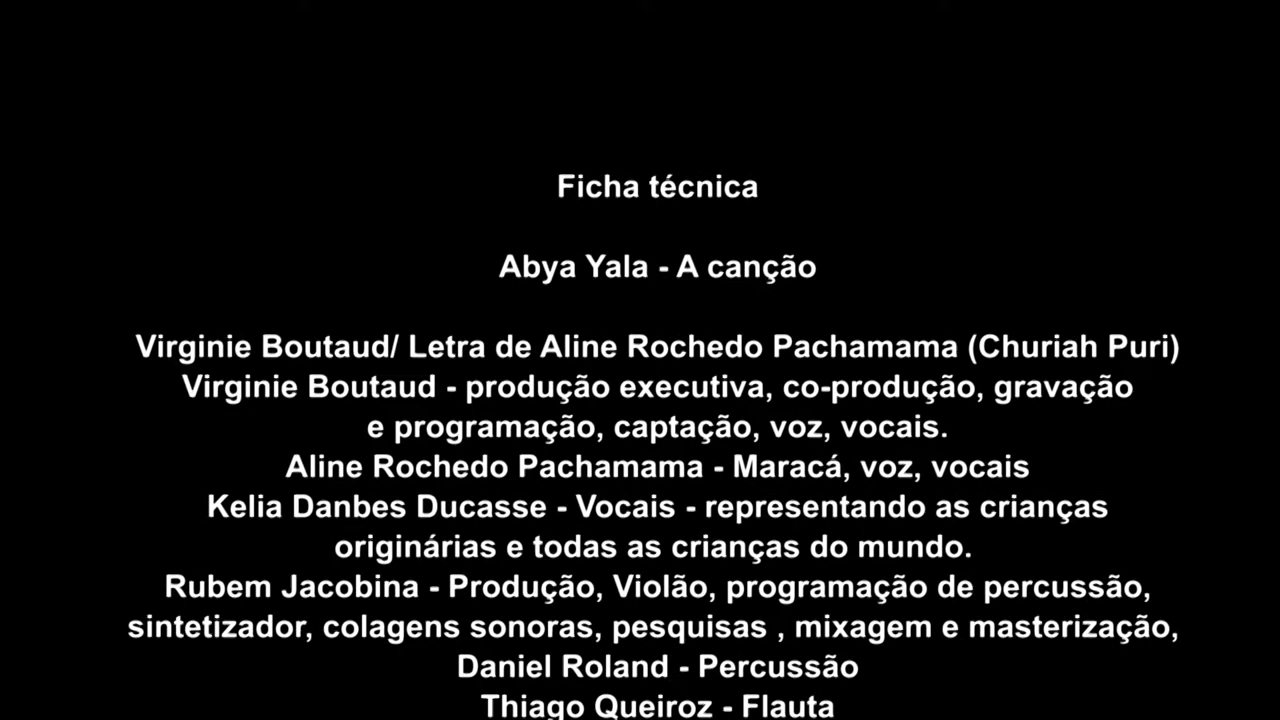 Ficha técnica
Abya Yala - A canção
Virginie Boutaud/ Letra de Aline Rochedo Pachamama (Churiah Puri)
Virginie Boutaud - produção executiva, co-produção, gravação
e programação, captação, voz, vocais.
Aline Rochedo Pachamama - Maracá, voz, vocais
Kelia Danbes Ducasse - Vocais - representando as crianças
originárias e todas as crianças do mundo.
Rubem Jacobina - Produção, Violão, programação de percussão,
sintetizador, colagens sonoras, pesquisas , mixagem e masterização,
Daniel Roland - Percussão
Thiago Queiroz - Flauta